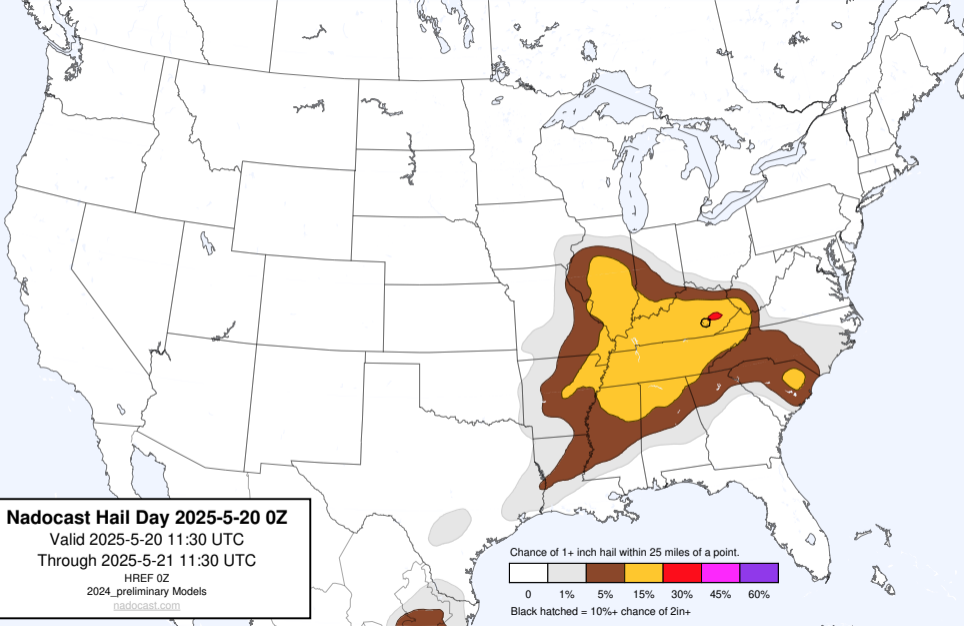 Nadocast Hail Day 2025-5-20 0Z
Valid 2025-5-20 11:30 UTC
Through 2025-5-21 11:30 UTC
HREF 0Z
2024_preliminary Models
nadocast.com
Chance of 1+ inch hail within 25 miles of a point.
0 1% 5% 15% 30% 45% 60%
Black hatched = 10%+ chance of 2in+